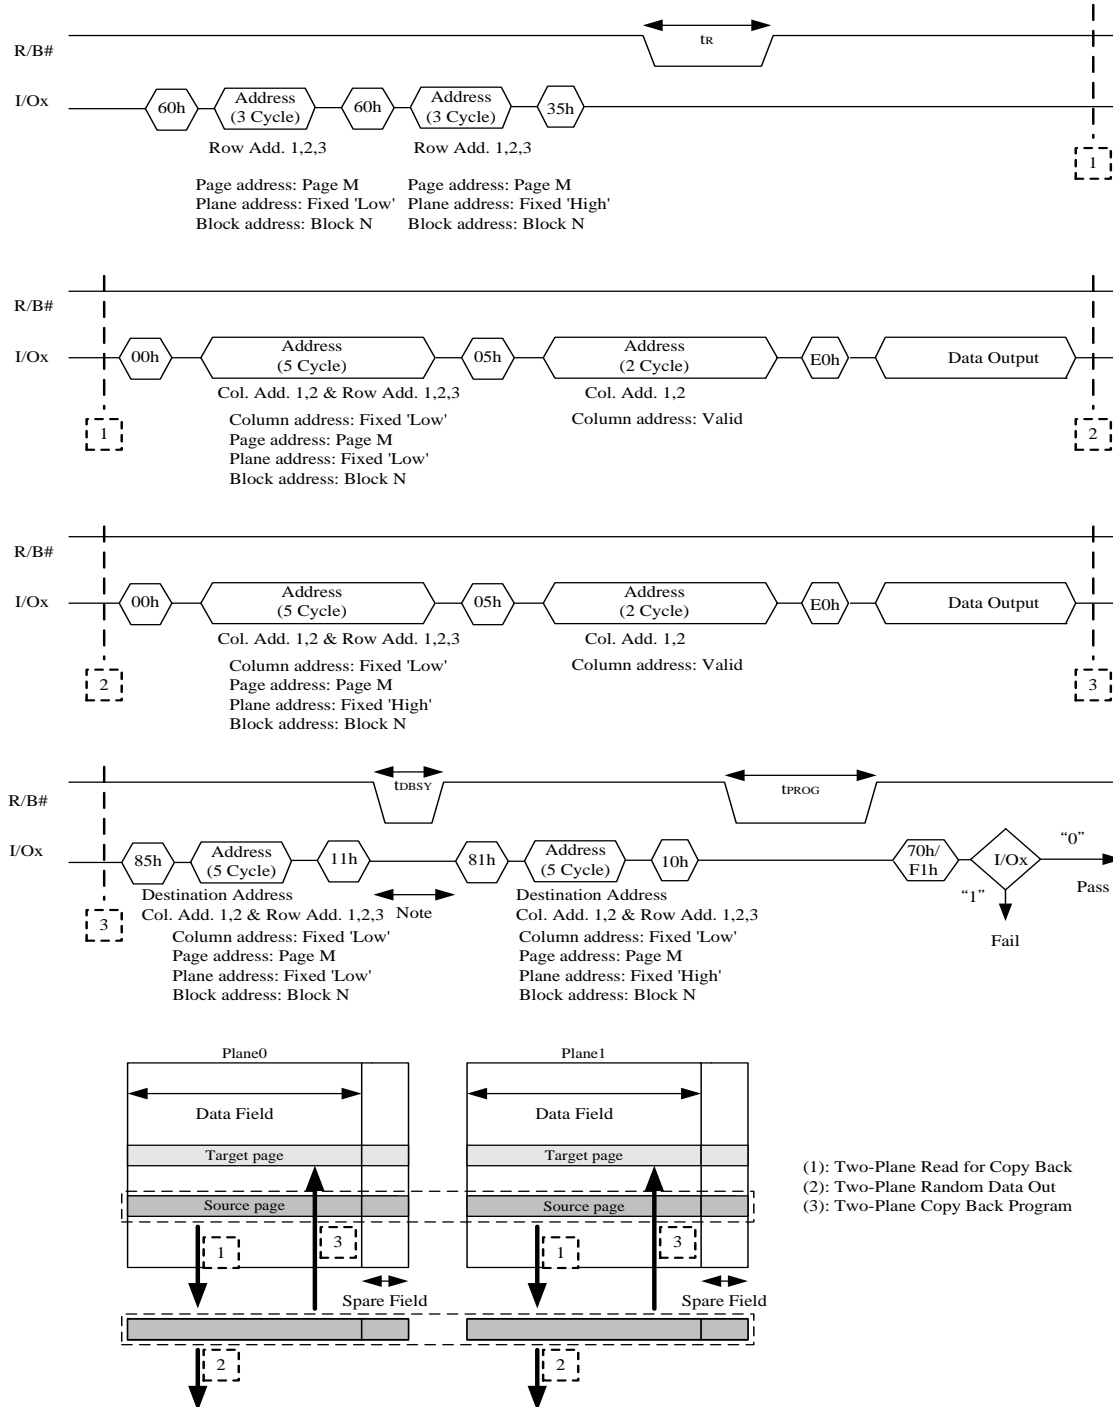 tR
R/B#
I/Ox
60h
Address
(3 Cycle)
60h
Address
(3 Cycle)
35h
Row Add. 1,2,3
Row Add. 1,2,3
1
Page address: Page M
Plane address: Fixed 'Low'
Block address: Block N
Page address: Page M
Plane address: Fixed 'High'
Block address: Block N
R/B#
I/Ox
00h
Address
(5 Cycle)
05h
Address
(2 Cycle)
E0h
Data Output
Col. Add. 1,2 & Row Add. 1,2,3
Col. Add. 1,2
1
Column address: Fixed 'Low'
Page address: Page M
Plane address: Fixed 'Low'
Block address: Block N
Column address: Valid
2
R/B#
I/Ox
00h
Address
(5 Cycle)
05h
Address
(2 Cycle)
E0h
Data Output
Col. Add. 1,2 & Row Add. 1,2,3
Col. Add. 1,2
2
Column address: Fixed 'Low'
Page address: Page M
Plane address: Fixed 'High'
Block address: Block N
Column address: Valid
3
R/B#
tDBSY
tPROG
I/Ox
85h
Address
(5 Cycle)
11h
81h
Address
(5 Cycle)
10h
70h/
F1h
I/Ox
“0”
Pass
“1”
Fail
3
Destination Address
Col. Add. 1,2 & Row Add. 1,2,3
Column address: Fixed 'Low'
Page address: Page M
Plane address: Fixed 'Low'
Block address: Block N
Note
Destination Address
Col. Add. 1,2 & Row Add. 1,2,3
Column address: Fixed 'Low'
Page address: Page M
Plane address: Fixed 'High'
Block address: Block N
Plane0
Plane1
Data Field
Data Field
Target page
Target page
Source page
Source page
1
3
1
3
Spare Field
Spare Field
2
2
(1): Two-Plane Read for Copy Back
(2): Two-Plane Random Data Out
(3): Two-Plane Copy Back Program